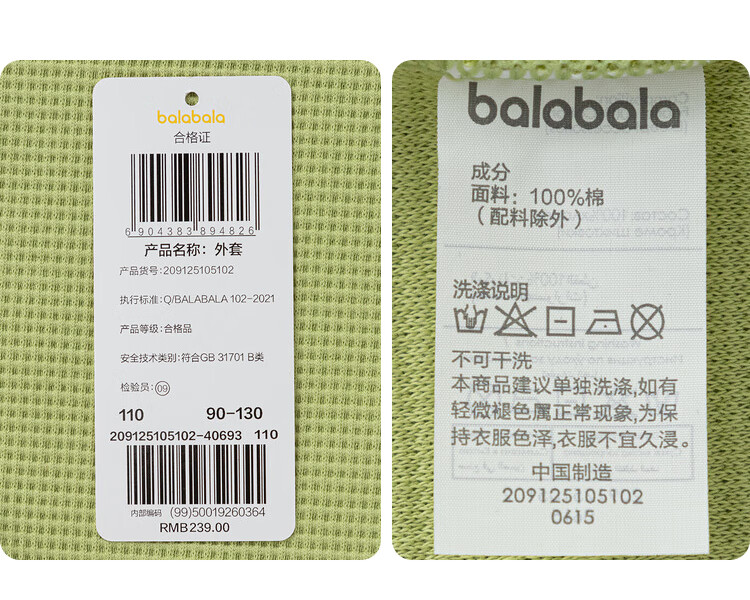 balabala
合格证
6904383894826
产品名称：外套
产品货号：209125105102
执行标准：Q/BALABALA 102-2021
产品等级：合格品
安全技术类别：符合GB 31701 B类
检验员：09
110 90-130
209125105102-40693 110
内部编码 (99)50019260364
RMB239.00
balabala
成分
面料：100%棉
（配料除外）
洗涤说明
不可干洗
本商品建议单独洗涤，如有
轻微褪色属正常现象，为保
持衣服色泽，衣服不宜久浸。
中国制造
209125105102
0615